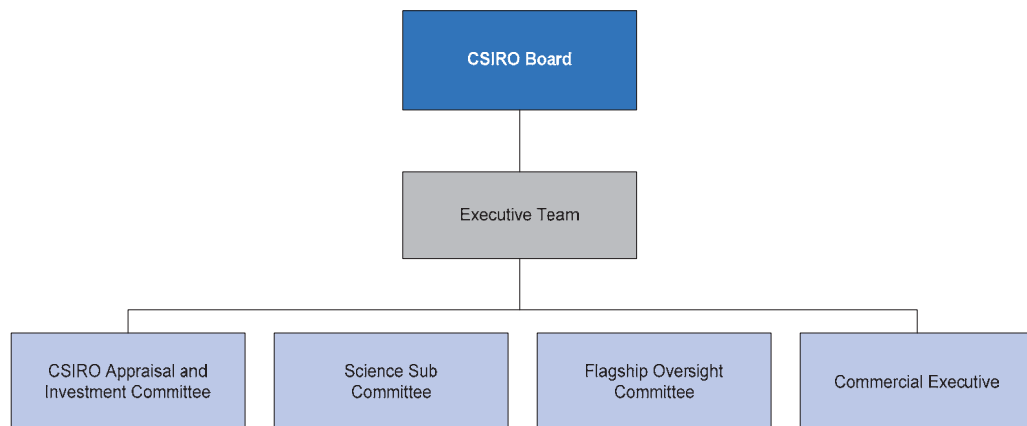 CSIRO Board
Executive Team
CSIRO Appraisal and
Investment Committee
Science Sub
Committee
Flagship Oversight
Committee
Commercial Executive